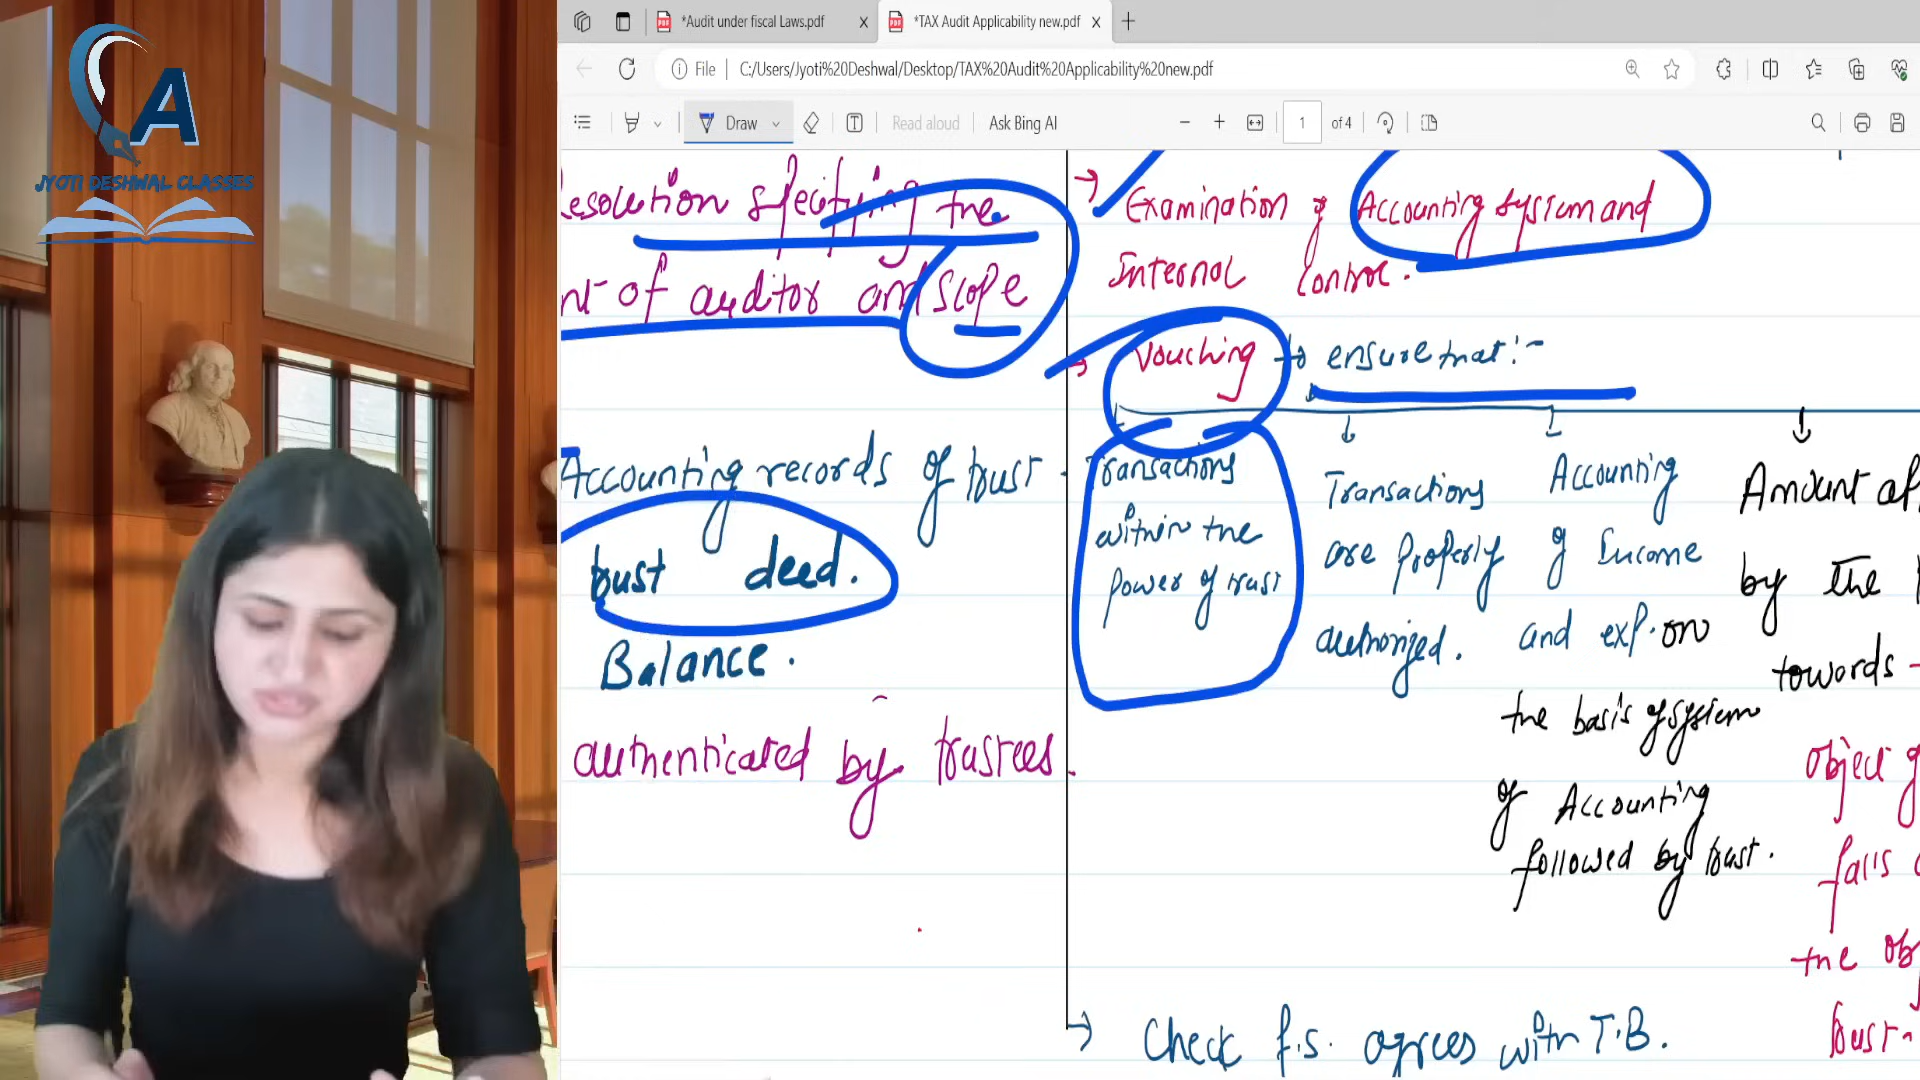 A
JYOTI DESHWAL CLASSES
*Audit under fiscal Laws.pdf
*TAX Audit Applicability new.pdf
File
C:/Users/Jyoti%20Deshwal/Desktop/TAX%20Audit%20Applicability%20new.pdf
Draw
Read aloud
Ask Bing AI
1 of 4
esolution specifying the
nt of auditor and scope
Accounting records of trust -
trust deed.
Balance.
authenticated by trustees.
Examination of Accounting system and
Internal Control.
Vouching to ensure that :-
Transactions
within the
power of trust
Transactions
are properly
authorized.
Accounting
of Income
and exp. on
the basis of system
of Accounting
followed by trust.
Amount ap
by the
towards -
Object of
falls
the Ob
trust.
Check f.s. agrees with T.B.